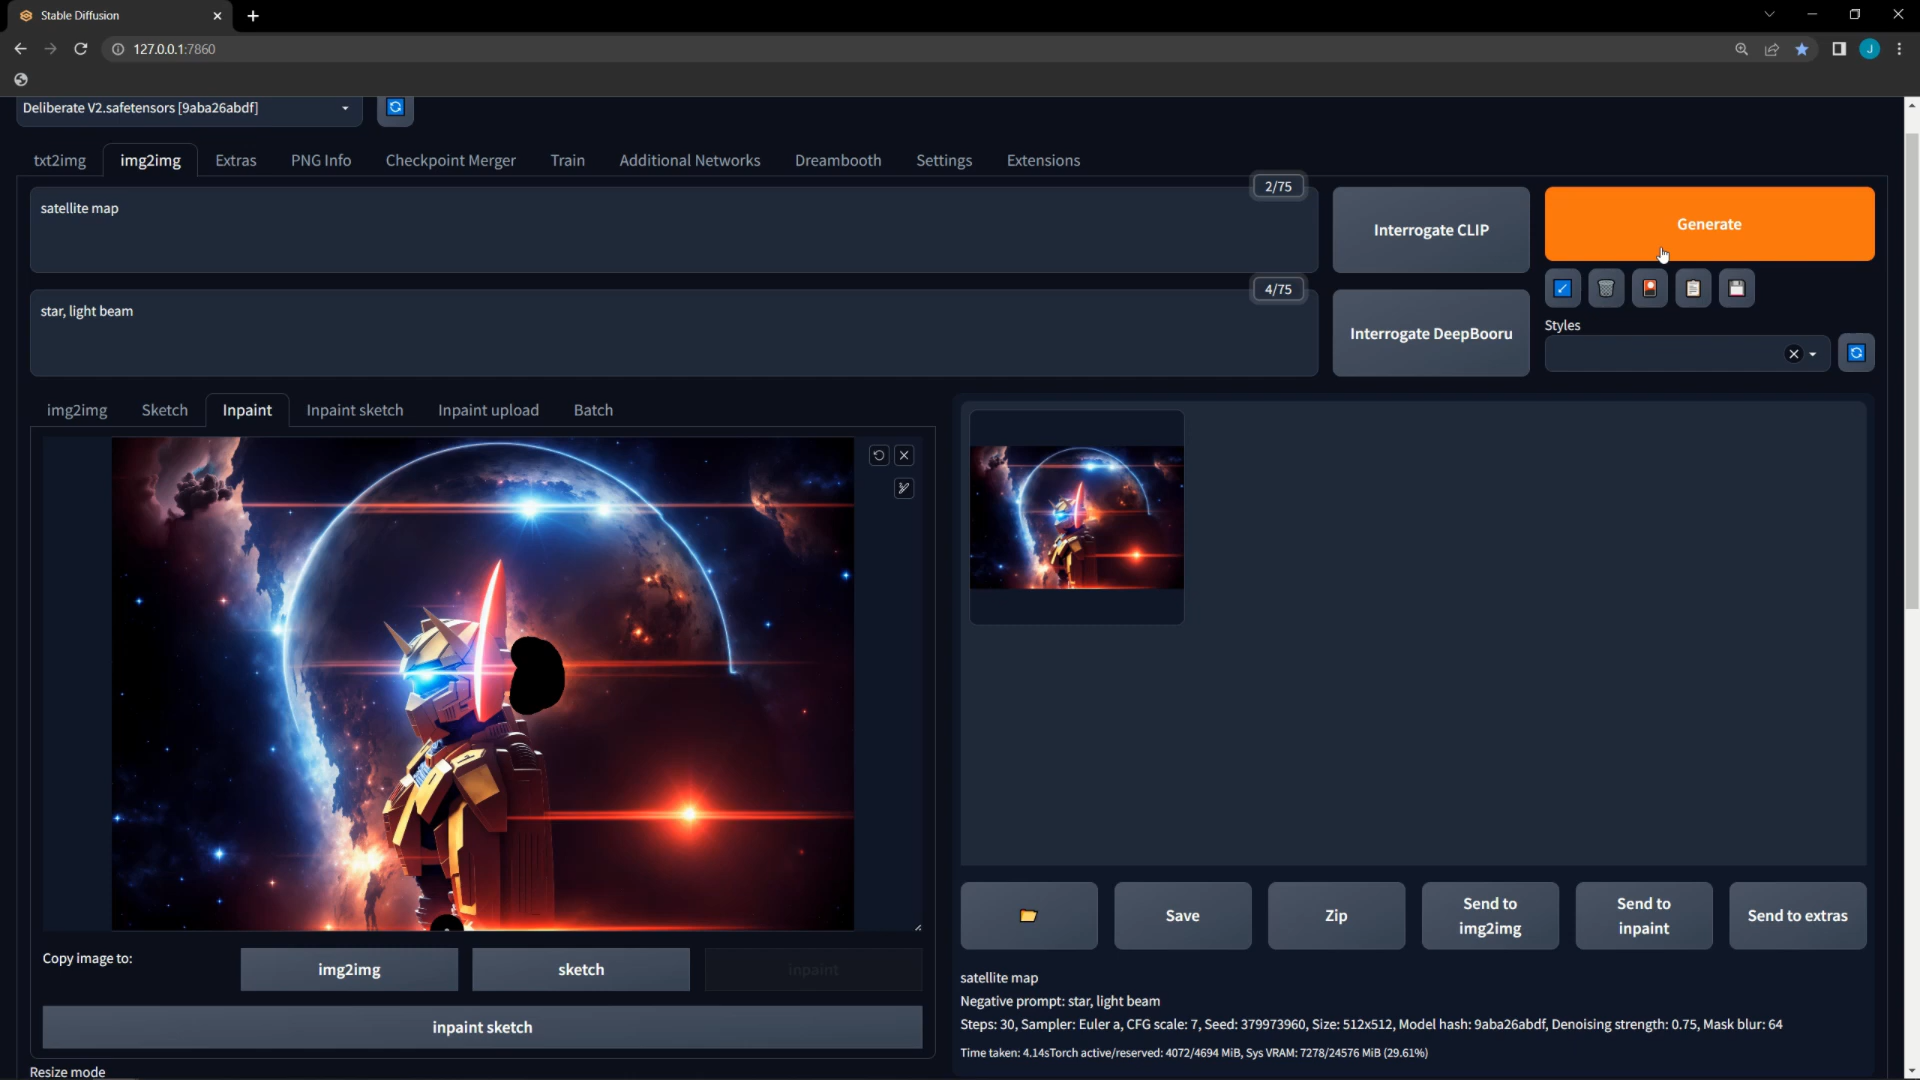 Stable Diffusion
127.0.0.1:7860
J
Deliberate V2.safetensors [9aba26abdf]
txt2img img2img Extras PNG Info Checkpoint Merger Train Additional Networks Dreambooth Settings Extensions
2/75
satellite map
Interrogate CLIP
Generate
4/75
star, light beam
Interrogate DeepBooru
Styles
img2img Sketch Inpaint Inpaint sketch Inpaint upload Batch
Copy image to:
img2img
sketch
inpaint
inpaint sketch
Resize mode
Save
Zip
Send to
img2img
Send to
inpaint
Send to extras
satellite map
Negative prompt: star, light beam
Steps: 30, Sampler: Euler a, CFG scale: 7, Seed: 379973960, Size: 512x512, Model hash: 9aba26abdf, Denoising strength: 0.75, Mask blur: 64
Time taken: 4.14sTorch active/reserved: 4072/4694 MiB, Sys VRAM: 7278/24576 MiB (29.61%)